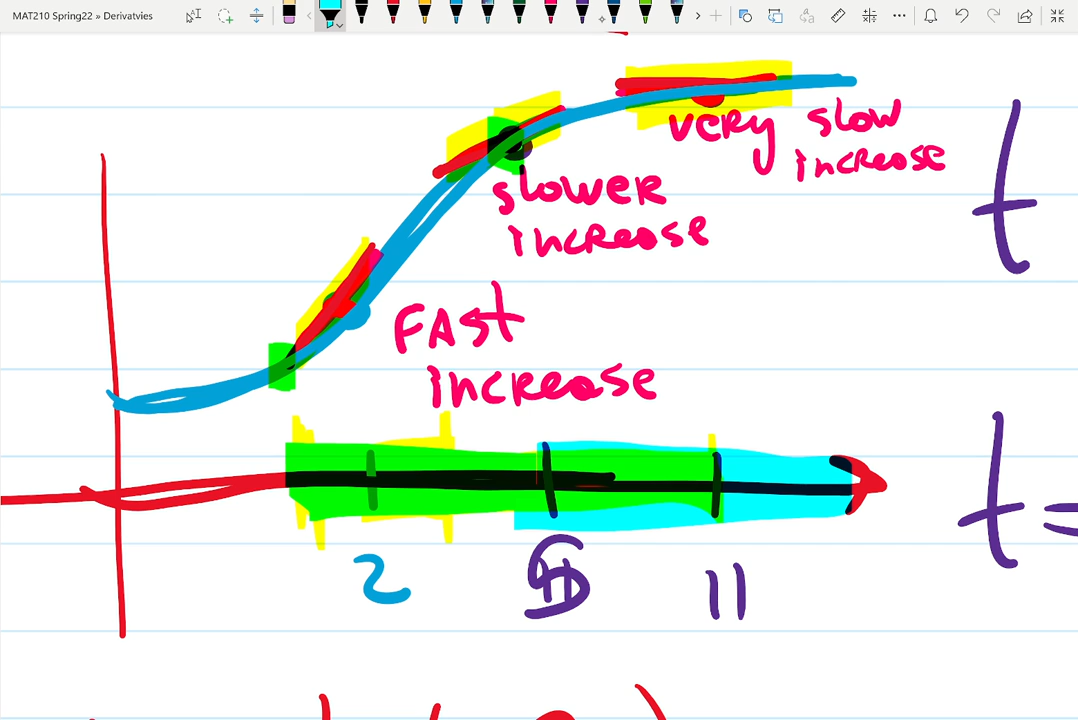 MAT210 Spring22 » Derivatvies
very slow
increase
slower
increase
FAST
increase
t
t =
2
11